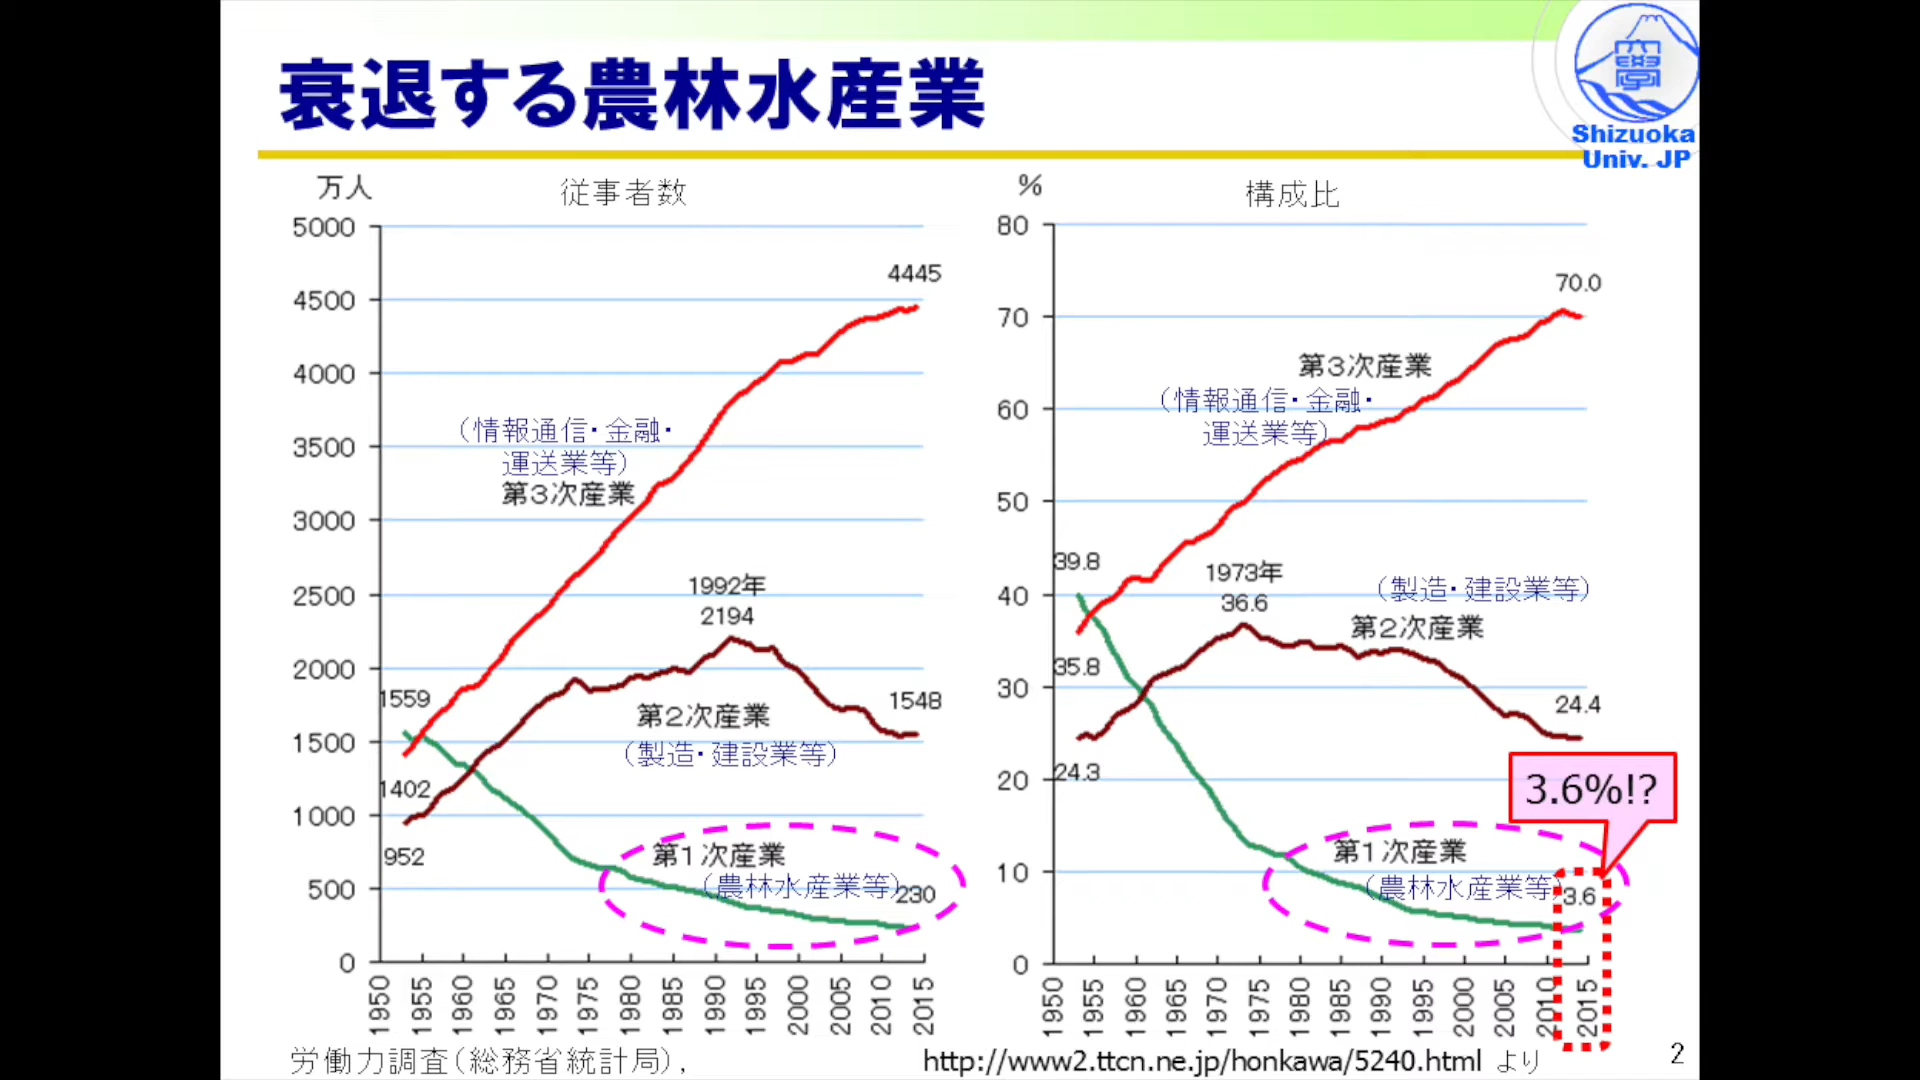 衰退する農林水産業
Shizuoka
Univ. JP
万人
従事者数
5000
4500
4000
3500
3000
2500
2000
1500
1000
500
0
4445
(情報通信・金融・
運送業等)
第3次産業
1992年
2194
1559
1548
第2次産業
(製造・建設業等)
1402
952
第1次産業
(農林水産業等)
230
1950
1955
1960
1965
1970
1975
1980
1985
1990
1995
2000
2005
2010
2015
%
構成比
80
70
60
50
40
30
20
10
0
70.0
第3次産業
(情報通信・金融・
運送業等)
39.8
1973年
36.6
(製造・建設業等)
第2次産業
35.8
24.4
24.3
3.6%!?
第1次産業
(農林水産業等)
3.6
1950
1955
1960
1965
1970
1975
1980
1985
1990
1995
2000
2005
2010
2015
労働力調査(総務省統計局),
http://www2.ttcn.ne.jp/honkawa/5240.html より
2